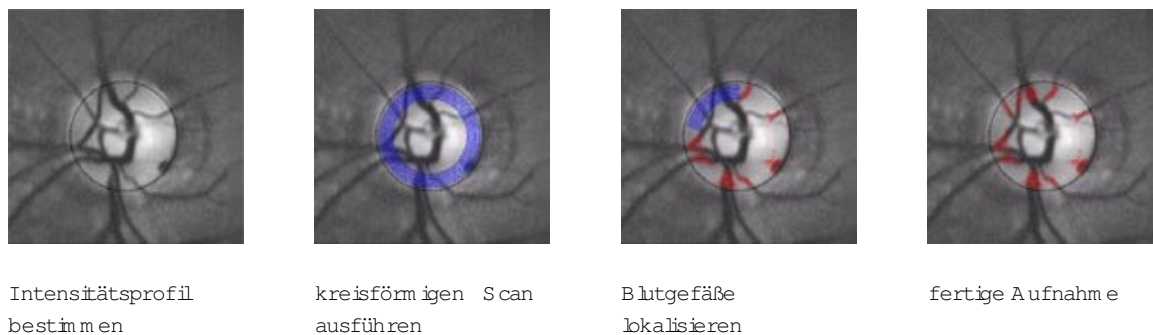 Intensitätsprofil
bestimmen
kreisförmigen Scan
ausführen
Blutgefäße
lokalisieren
fertige Aufnahme